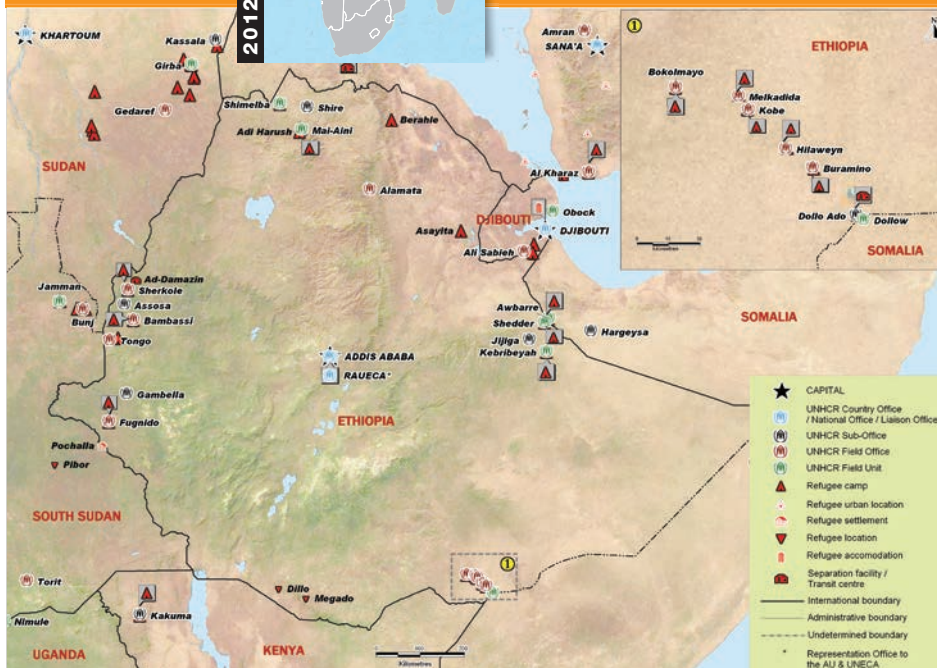 2012
KHARTOUM
Kassala
Girba
Gedaref
SUDAN
Shimelba
Shire
Adi Harush
Mai-Aini
Berahle
Alamata
Asayita
Amran
SANA'A
Al Kharaz
DJIBOUTI
Obock
DJIBOUTI
Ali Sabieh
Jamman
Bunj
Ad-Damazin
Sherkole
Assosa
Bambassi
Tongo
Gambella
Fugnido
Pochalla
Pibor
SOUTH SUDAN
Torit
Nimule
UGANDA
Kakuma
KENYA
Dillo
Megado
ADDIS ABABA
RAUECA*
ETHIOPIA
Awbarre
Shedder
Jijiga
Kebribeyah
Hargeysa
SOMALIA
1
Kilometres
1
N
ETHIOPIA
Bokolmayo
Melkadida
Kobe
Hilaweyn
Buramino
Dollo Ado
Dollow
SOMALIA
Kilometres
CAPITAL
UNHCR Country Office
/ National Office / Liaison Office
UNHCR Sub-Office
UNHCR Field Office
UNHCR Field Unit
Refugee camp
Refugee urban location
Refugee settlement
Refugee location
Refugee accomodation
Separation facility /
Transit centre
International boundary
Administrative boundary
Undetermined boundary
* Representation Office to
the AU & UNECA